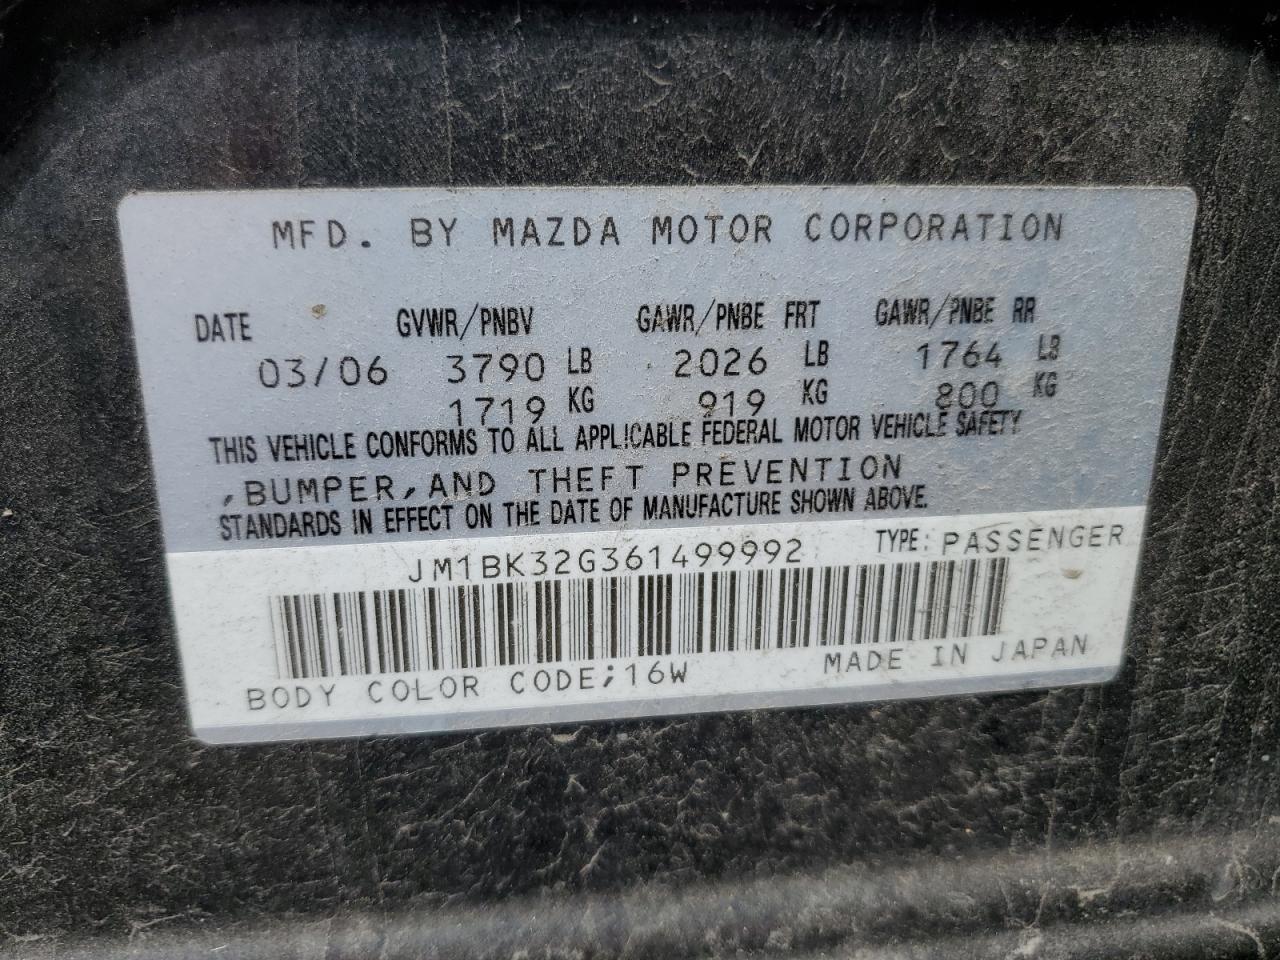 MFD. BY MAZDA MOTOR CORPORATION
DATE GVWR/PNBV GAWR/PNBE FRT GAWR/PNBE RR
03/06 3790 LB 2026 LB 1764 LB
1719 KG 919 KG 800 KG
THIS VEHICLE CONFORMS TO ALL APPLICABLE FEDERAL MOTOR VEHICLE SAFETY
,BUMPER,AND THEFT PREVENTION
STANDARDS IN EFFECT ON THE DATE OF MANUFACTURE SHOWN ABOVE.
JM1BK32G361499992 TYPE: PASSENGER
BODY COLOR CODE;16W MADE IN JAPAN